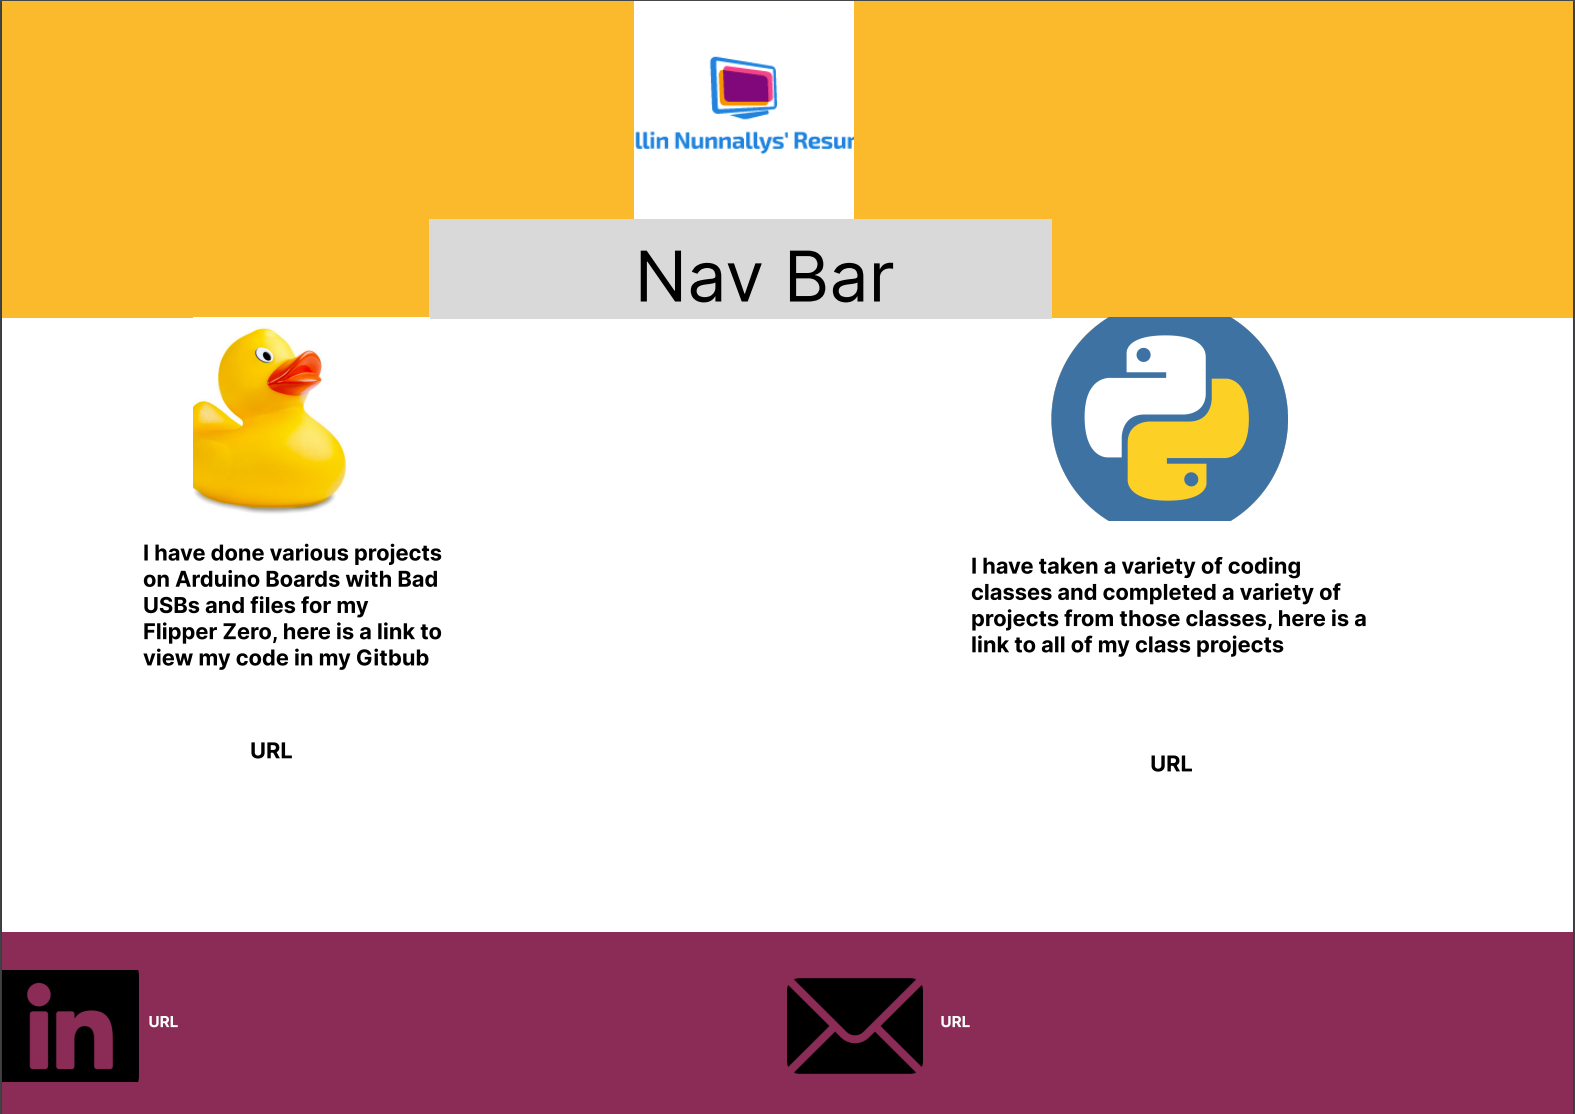 llin Nunnallys' Resur
Nav Bar
I have done various projects
on Arduino Boards with Bad
USBs and files for my
Flipper Zero, here is a link to
view my code in my Gitbub
URL
I have taken a variety of coding
classes and completed a variety of
projects from those classes, here is a
link to all of my class projects
URL
in
URL
URL